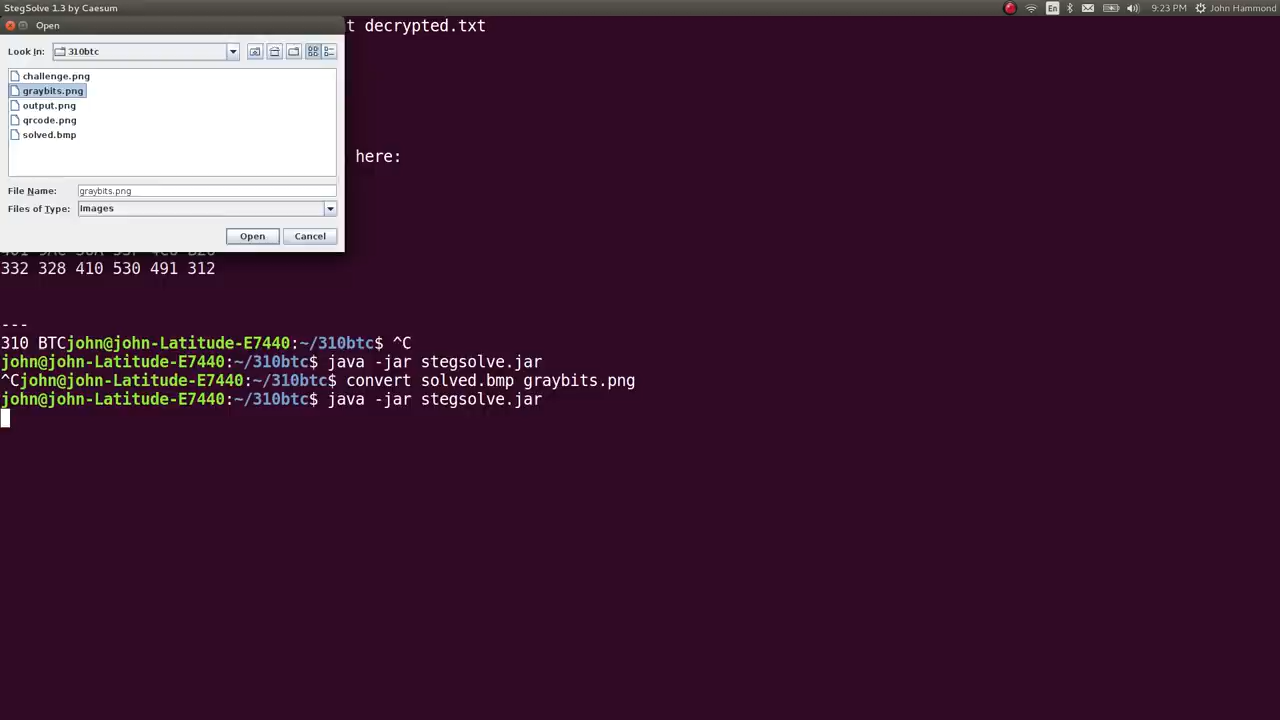 StegSolve 1.3 by Caesum
En
9:23 PM
John Hammond
Open
t decrypted.txt
Look In:
310btc
challenge.png
graybits.png
output.png
qrcode.png
solved.bmp
here:
File Name:
graybits.png
Files of Type:
Images
Open
Cancel
332 328 410 530 491 312
---
310 BTCjohn@john-Latitude-E7440:~/310btc$ ^C
john@john-Latitude-E7440:~/310btc$ java -jar stegsolve.jar
^Cjohn@john-Latitude-E7440:~/310btc$ convert solved.bmp graybits.png
john@john-Latitude-E7440:~/310btc$ java -jar stegsolve.jar